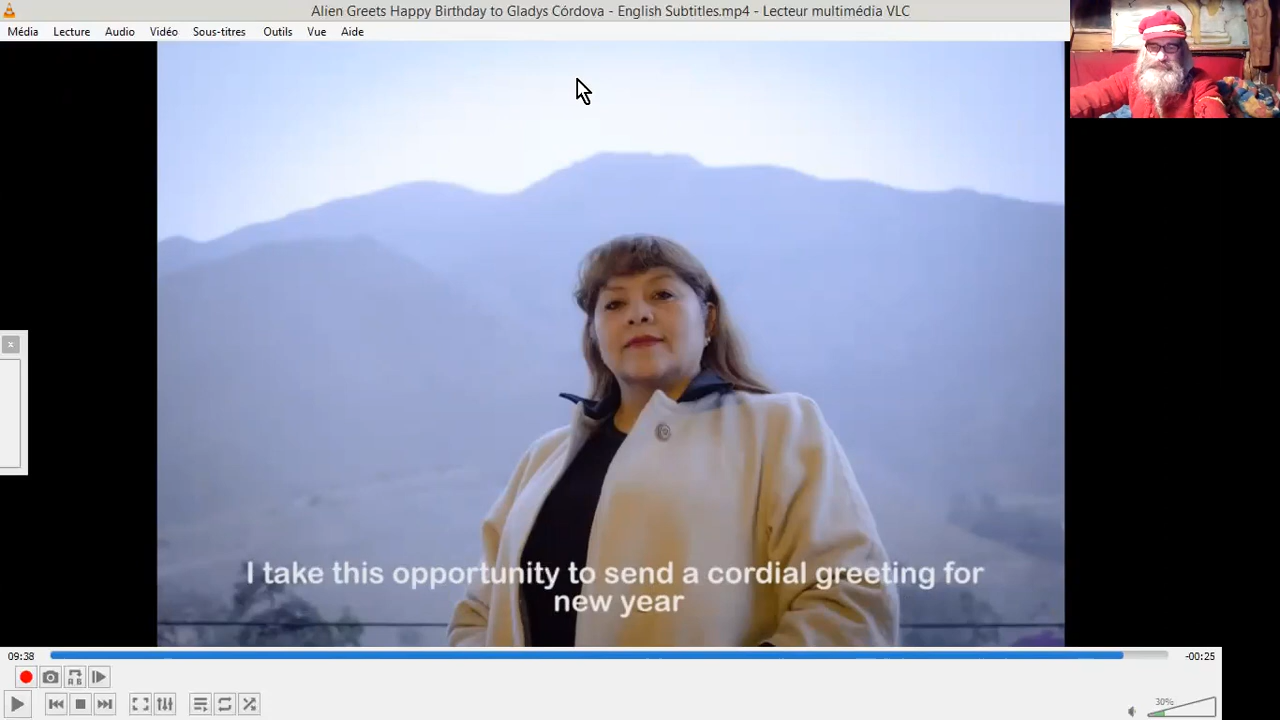 Alien Greets Happy Birthday to Gladys Córdova - English Subtitles.mp4 - Lecteur multimédia VLC
Média Lecture Audio Vidéo Sous-titres Outils Vue Aide
I take this opportunity to send a cordial greeting for
new year
09:38 -00:25
30%